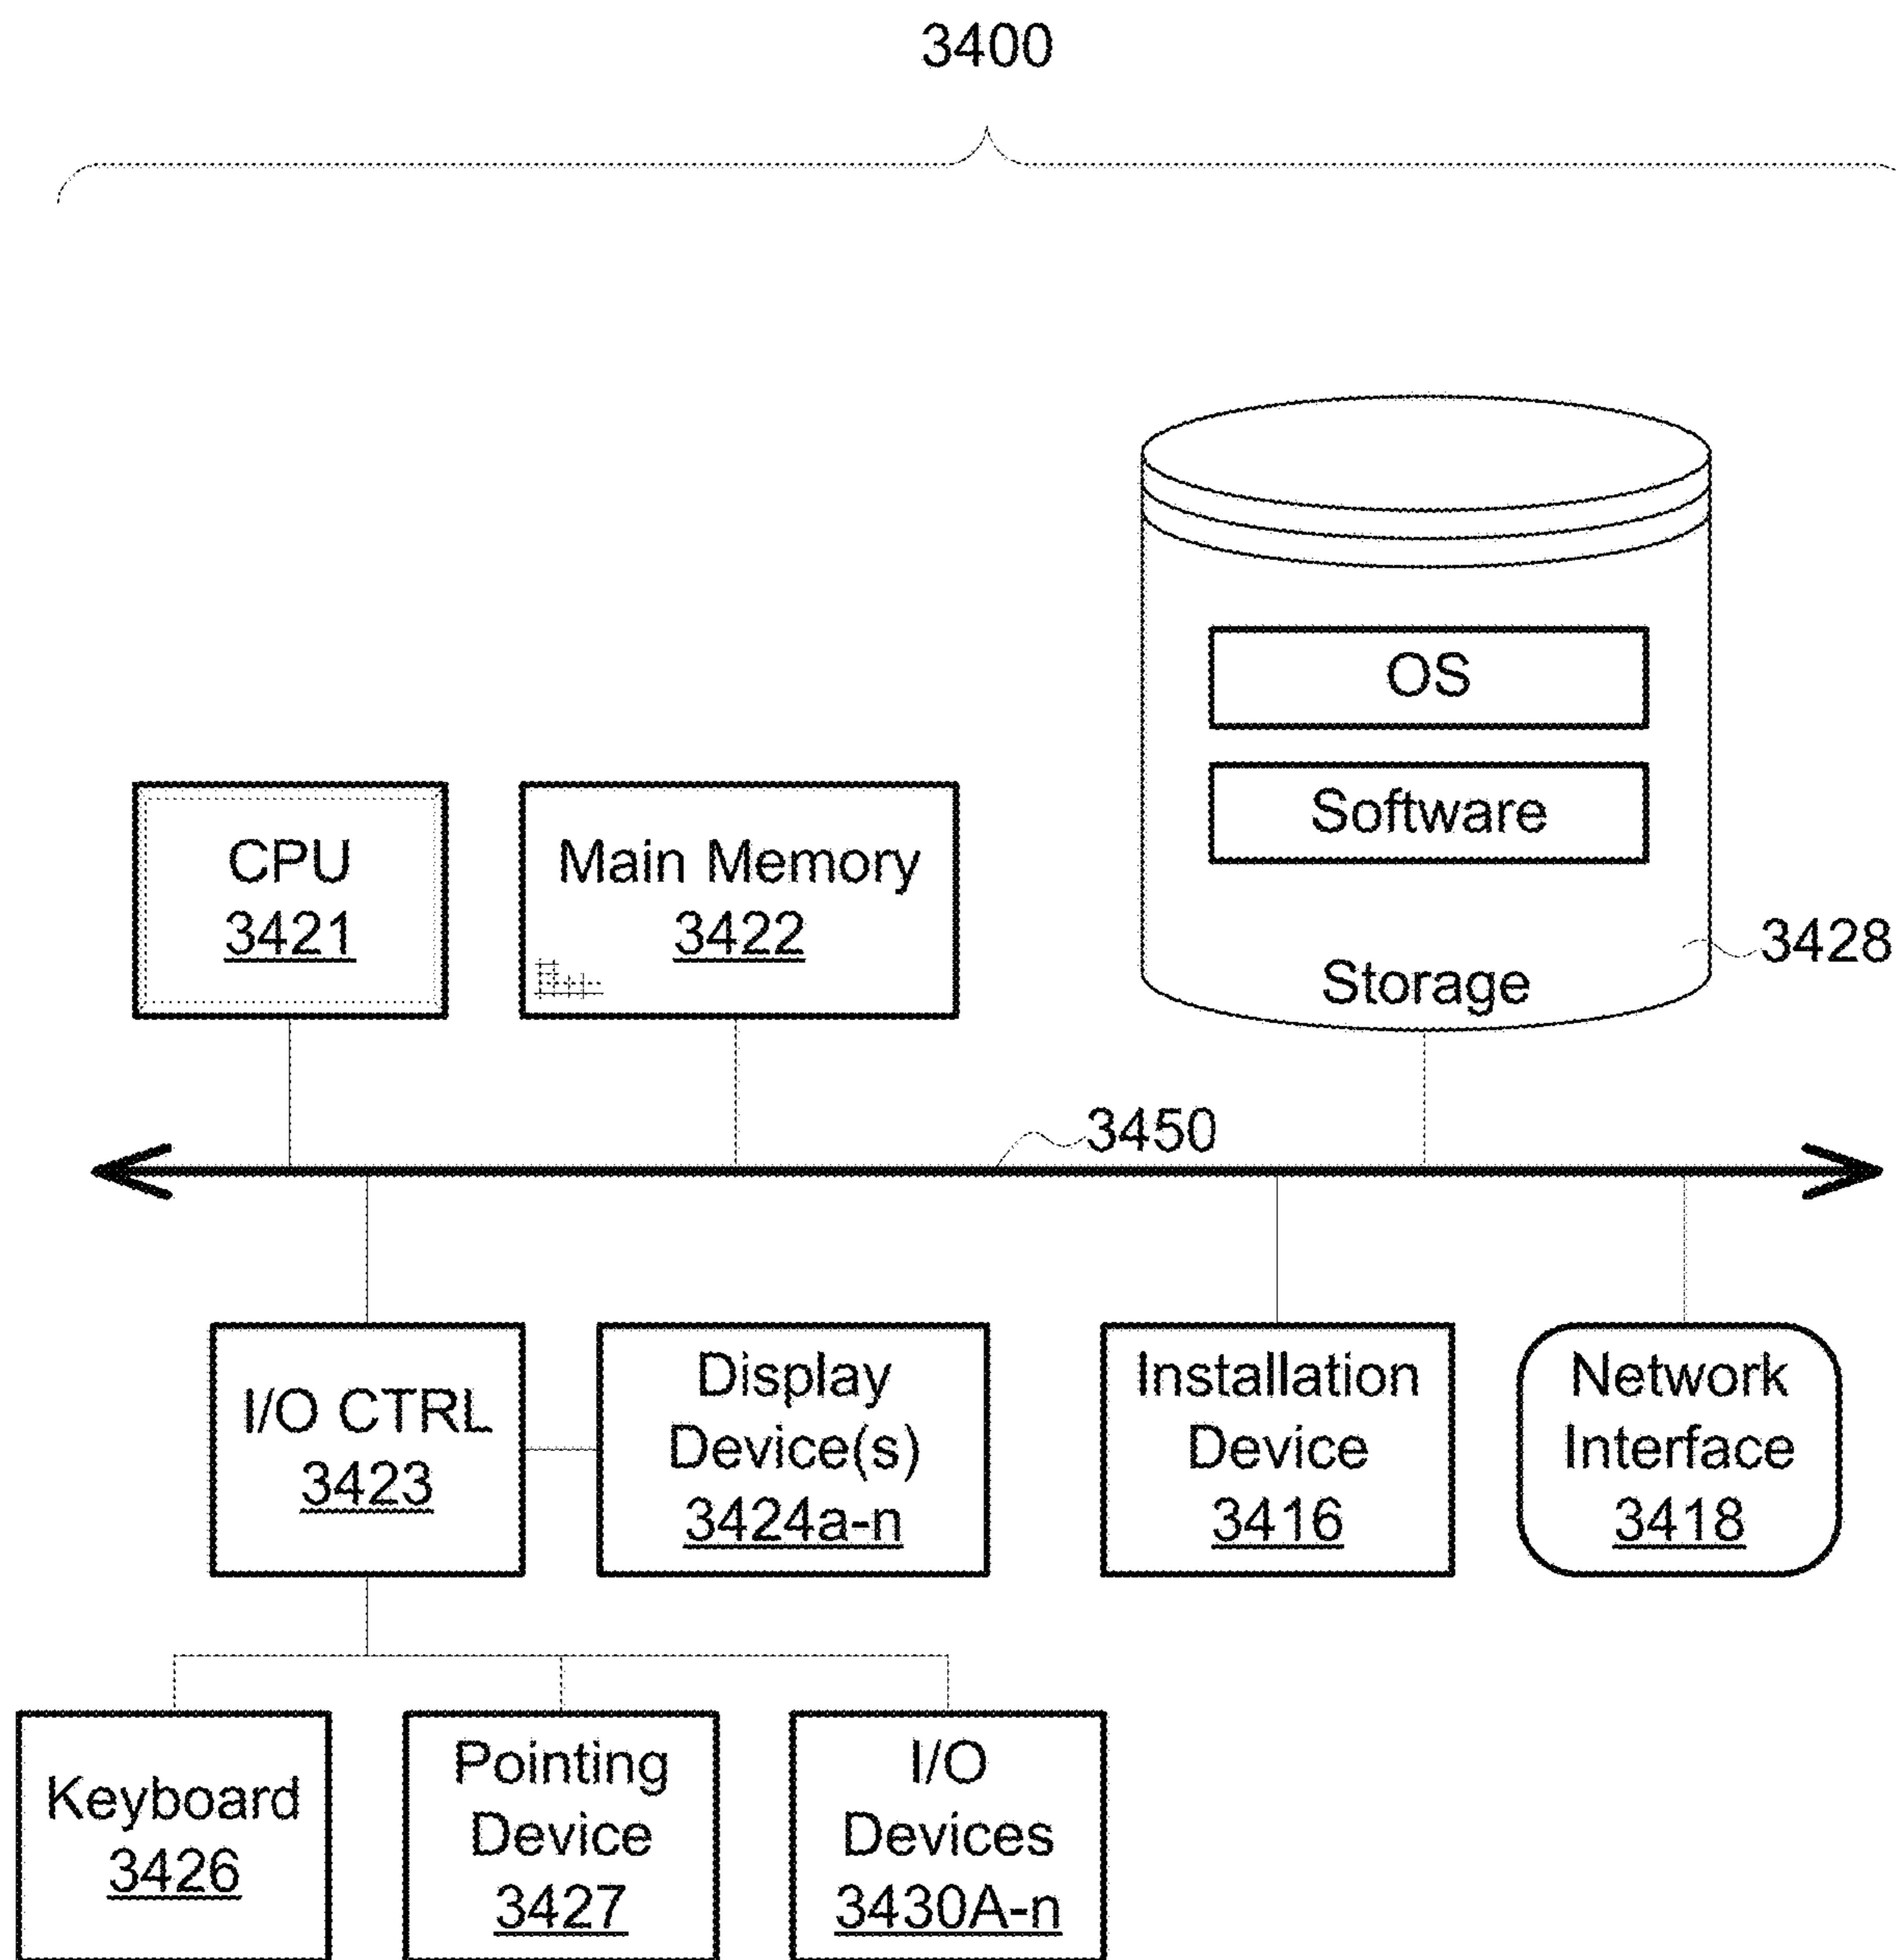 3400
OS
Software
Storage
3428
CPU
3421
Main Memory
3422
3450
I/O CTRL
3423
Display
Device(s)
3424a-n
Installation
Device
3416
Network
Interface
3418
Keyboard
3426
Pointing
Device
3427
I/O
Devices
3430A-n